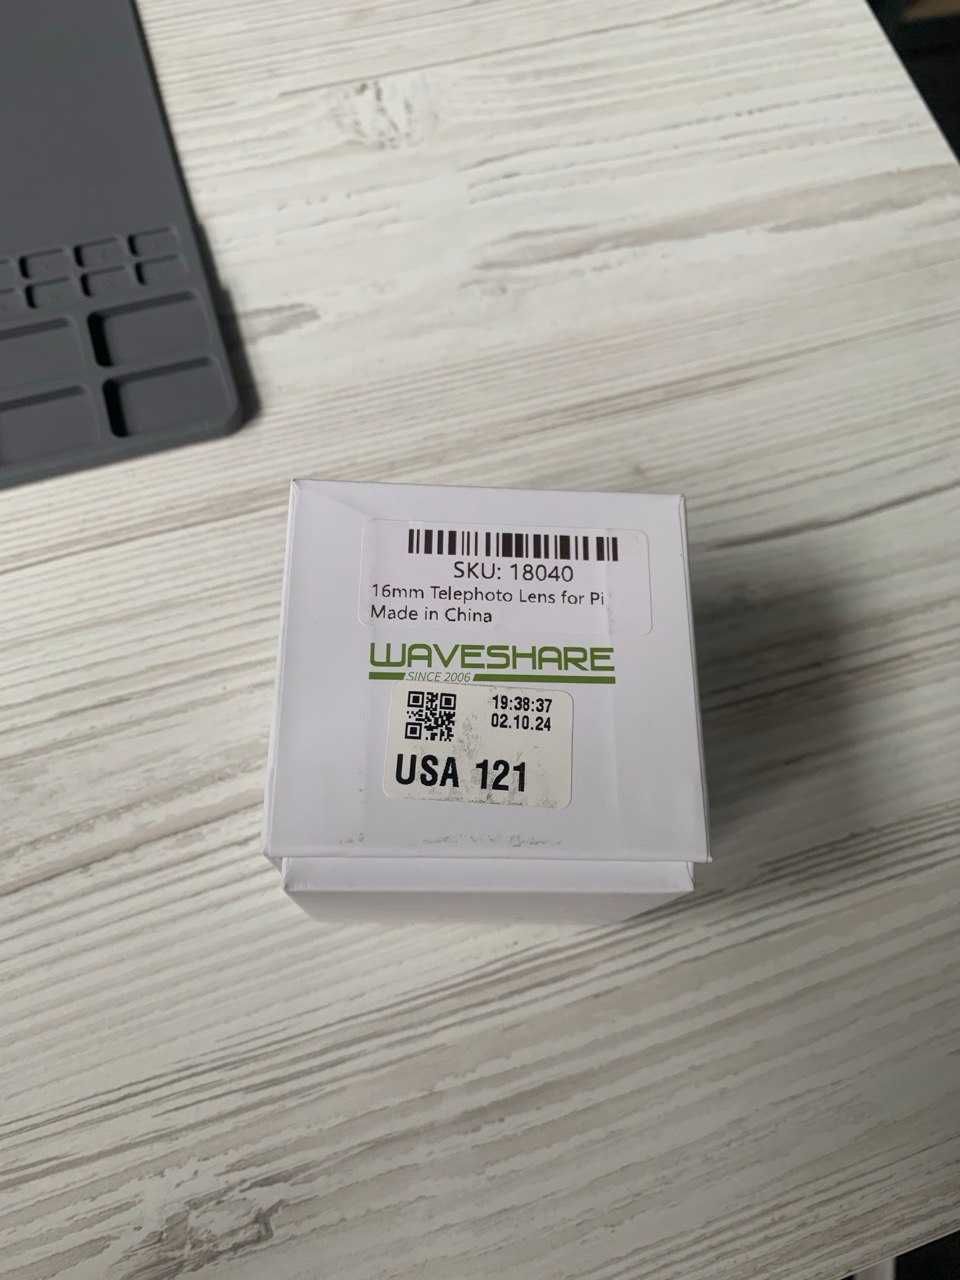 SKU: 18040
16mm Telephoto Lens for Pi
Made in China
WAVESHARE
SINCE 2006
19:38:37
02.10.24
USA 121